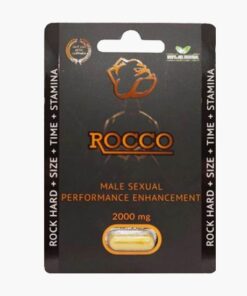 ROCCO
MALE SEXUAL
PERFORMANCE ENHANCEMENT
2000 mg
ROCK HARD + SIZE + TIME + STAMINA
ROCK HARD + SIZE + TIME + STAMINA